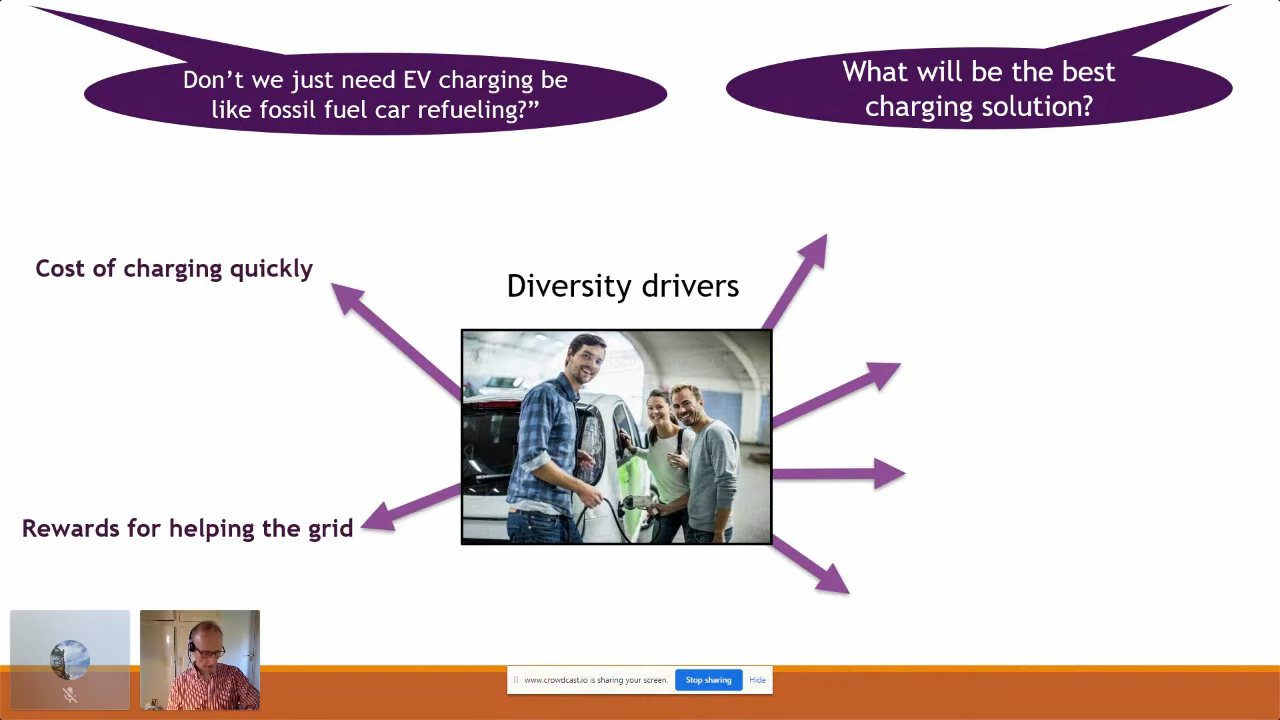 Don’t we just need EV charging be
like fossil fuel car refueling?”
What will be the best
charging solution?
Cost of charging quickly
Diversity drivers
Rewards for helping the grid
www.crowdcast.io is sharing your screen.
Stop sharing
Hide